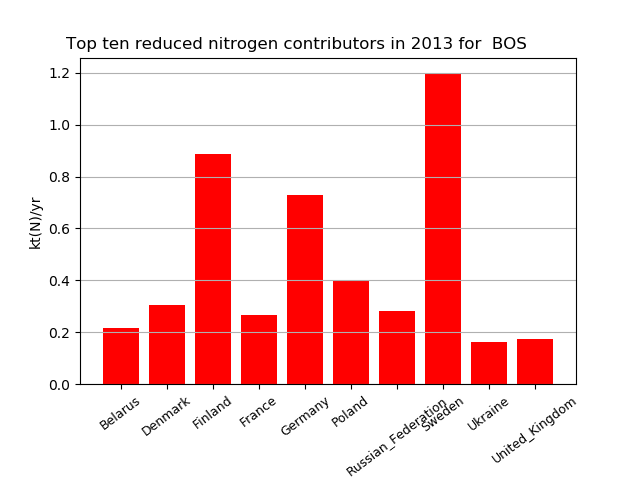 Top ten reduced nitrogen contributors in 2013 for  BOS
kt(N)/yr
1.2
1.0
0.8
0.6
0.4
0.2
0.0
Belarus
Denmark
Finland
France
Germany
Poland
Russian_Federation
Sweden
Ukraine
United_Kingdom